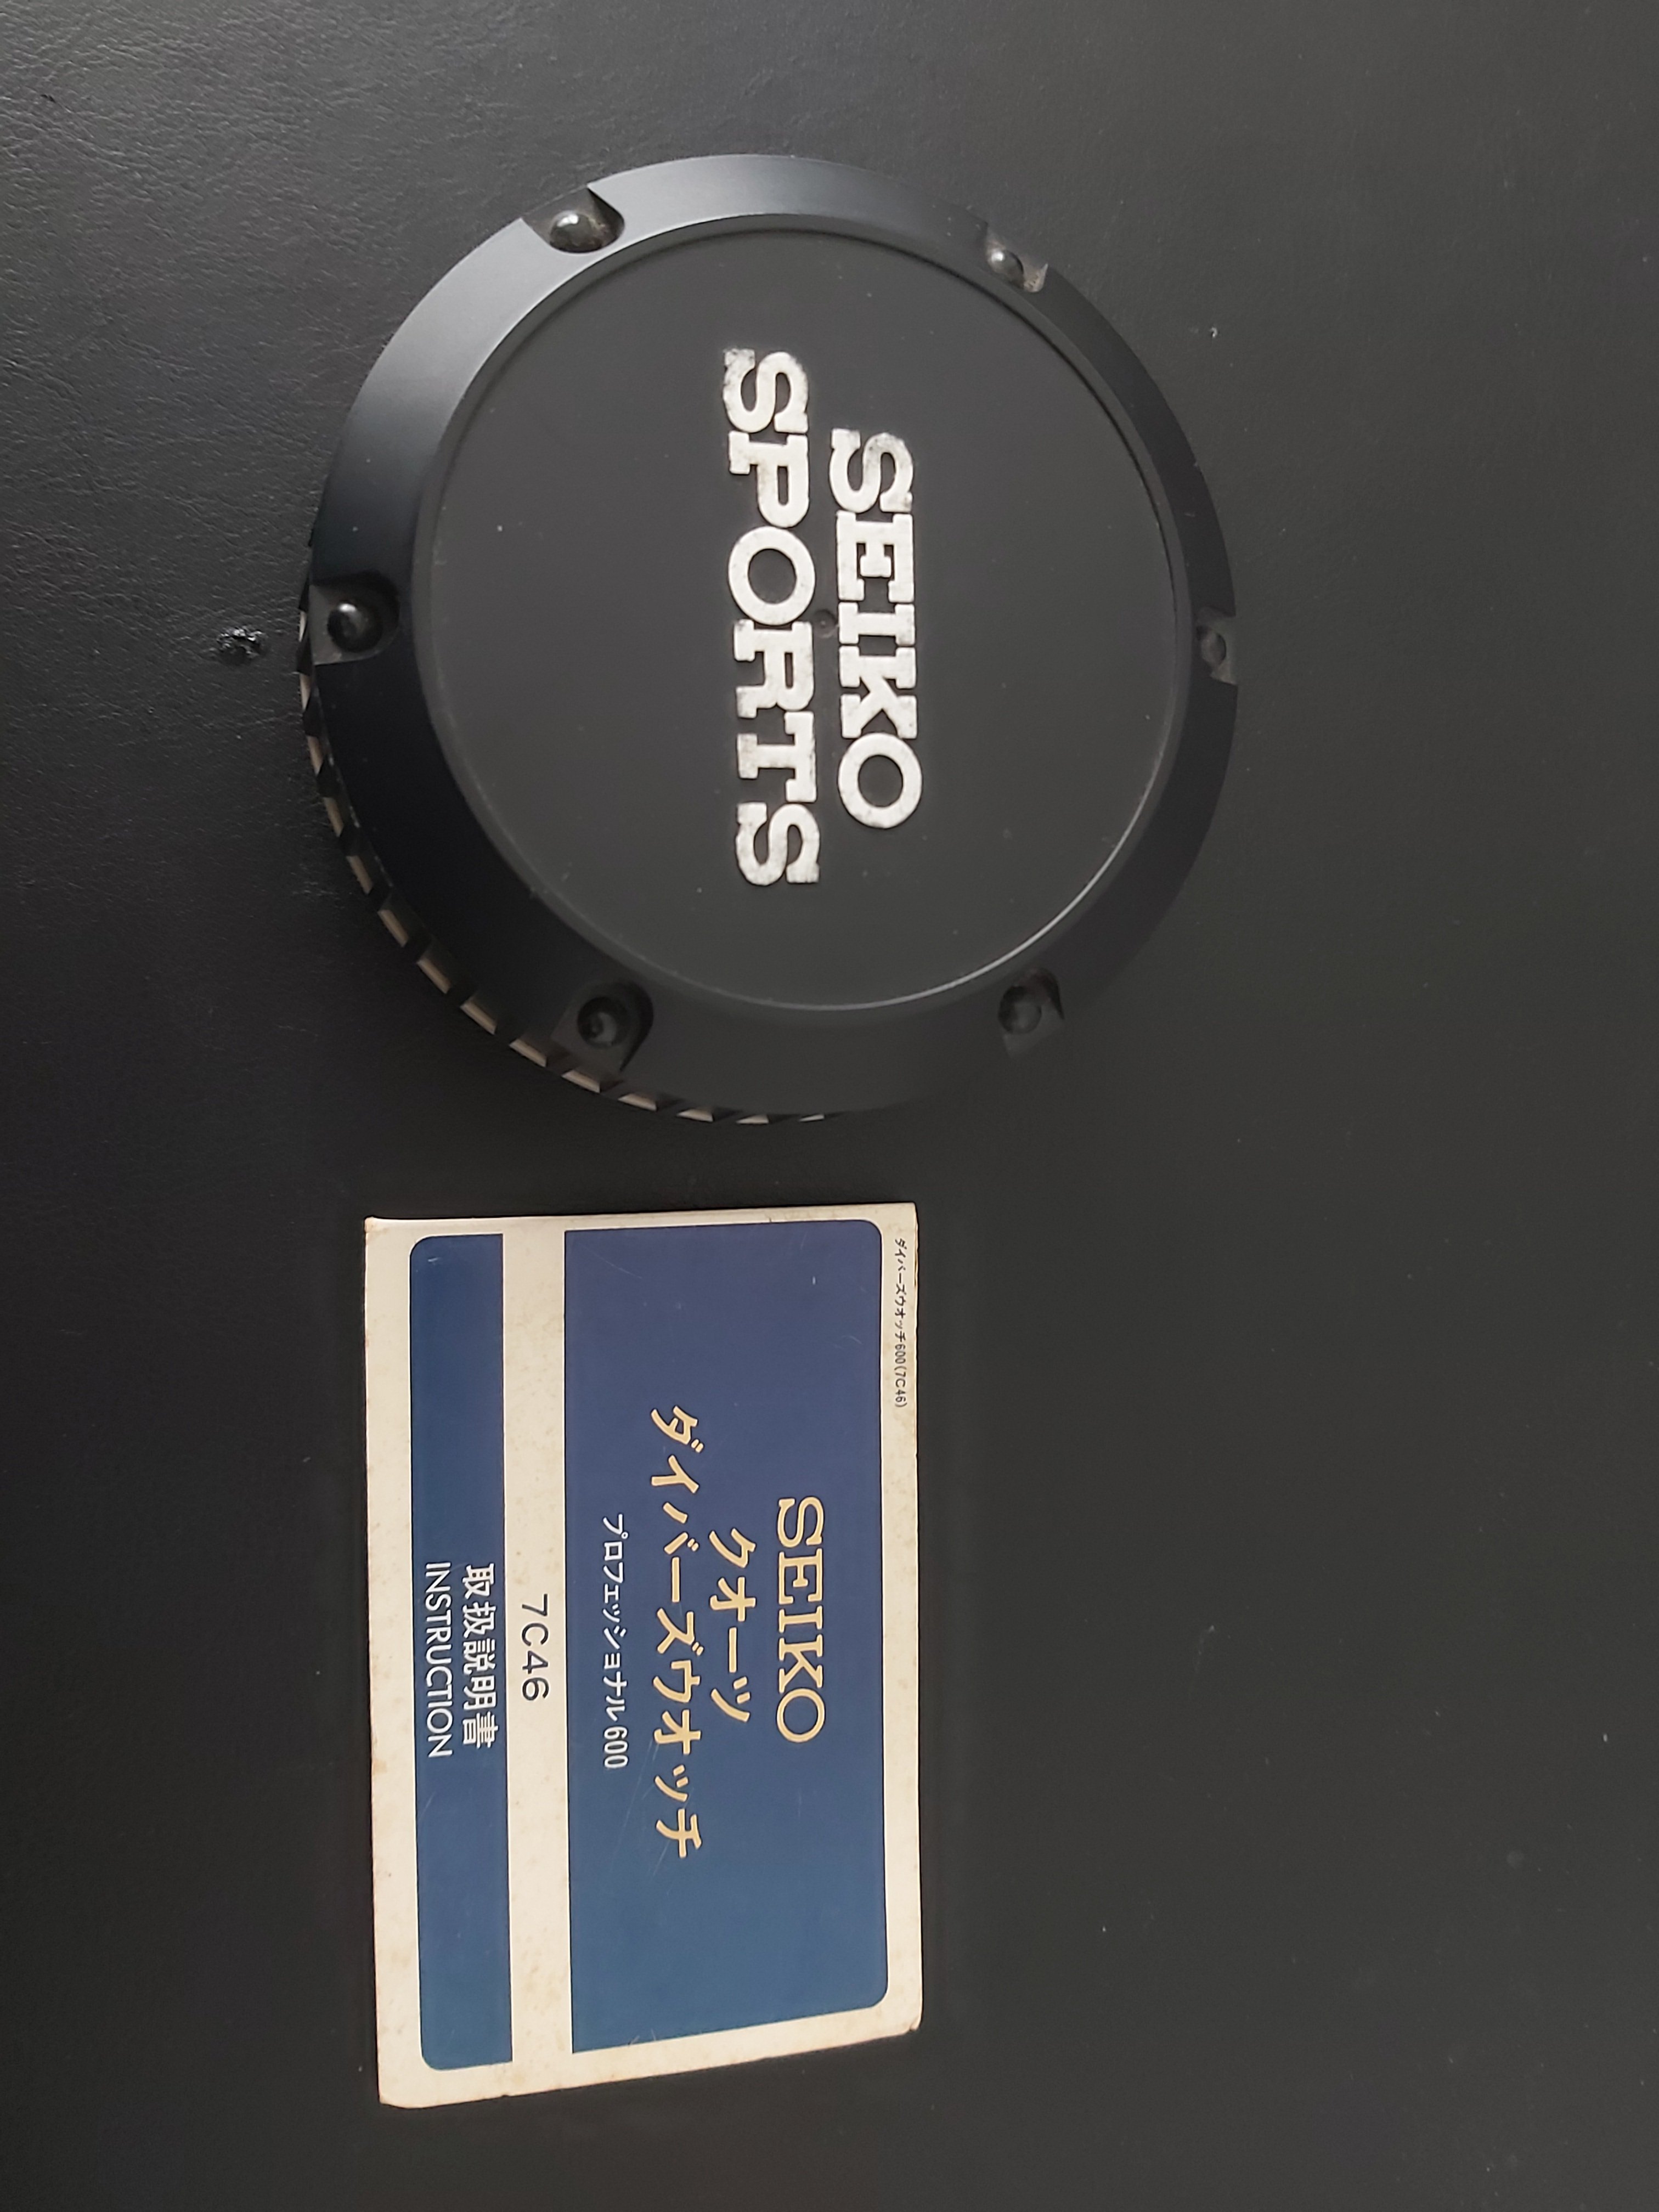 SEIKO
SPORTS
ダイバーズウオッチ600(7C46)
SEIKO
クオーツ
ダイバーズウオッチ
プロフェッショナル600
7C46
取扱説明書
INSTRUCTION